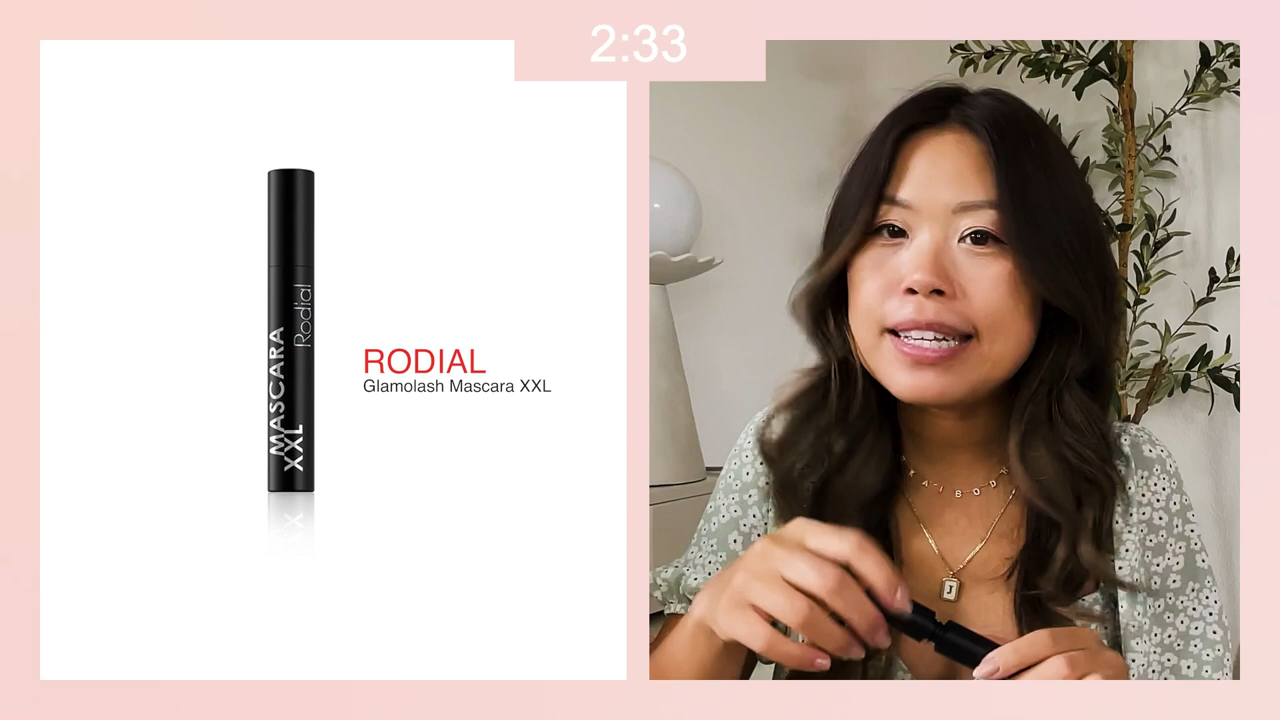 2:33
MASCARA
XXL
Rodial
RODIAL
Glamolash Mascara XXL
J